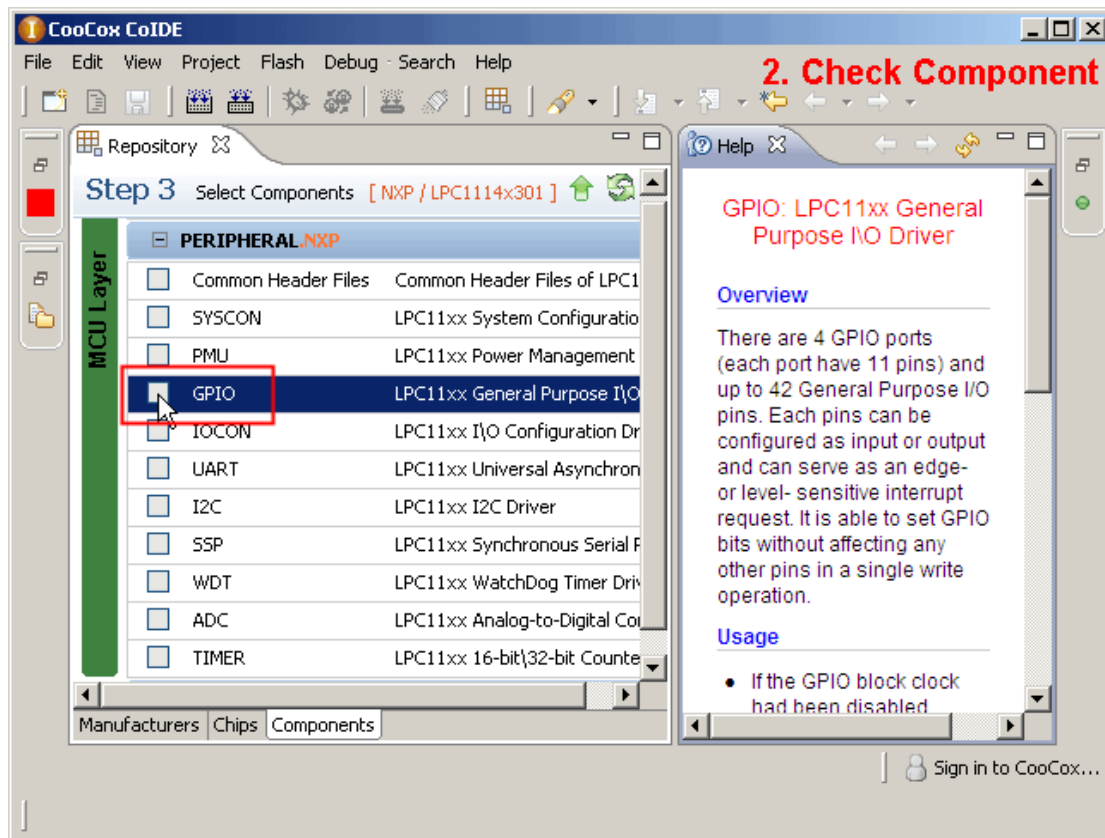 CooCox CoIDE
File Edit View Project Flash Debug Search Help
2. Check Component
Repository
Step 3 Select Components [ NXP / LPC1114x301 ]
MCU Layer
PERIPHERAL.NXP
Common Header Files Common Header Files of LPC1
SYSCON LPC11xx System Configuratio
PMU LPC11xx Power Management
GPIO LPC11xx General Purpose I\O
IOCON LPC11xx I\O Configuration Dr
UART LPC11xx Universal Asynchron
I2C LPC11xx I2C Driver
SSP LPC11xx Synchronous Serial P
WDT LPC11xx WatchDog Timer Driv
ADC LPC11xx Analog-to-Digital Co
TIMER LPC11xx 16-bit\32-bit Counte
Manufacturers Chips Components
Help
GPIO: LPC11xx General
Purpose I\O Driver
Overview
There are 4 GPIO ports
(each port have 11 pins) and
up to 42 General Purpose I/O
pins. Each pins can be
configured as input or output
and can serve as an edge-
or level- sensitive interrupt
request. It is able to set GPIO
bits without affecting any
other pins in a single write
operation.
Usage
• If the GPIO block clock
had been disabled
Sign in to CooCox...